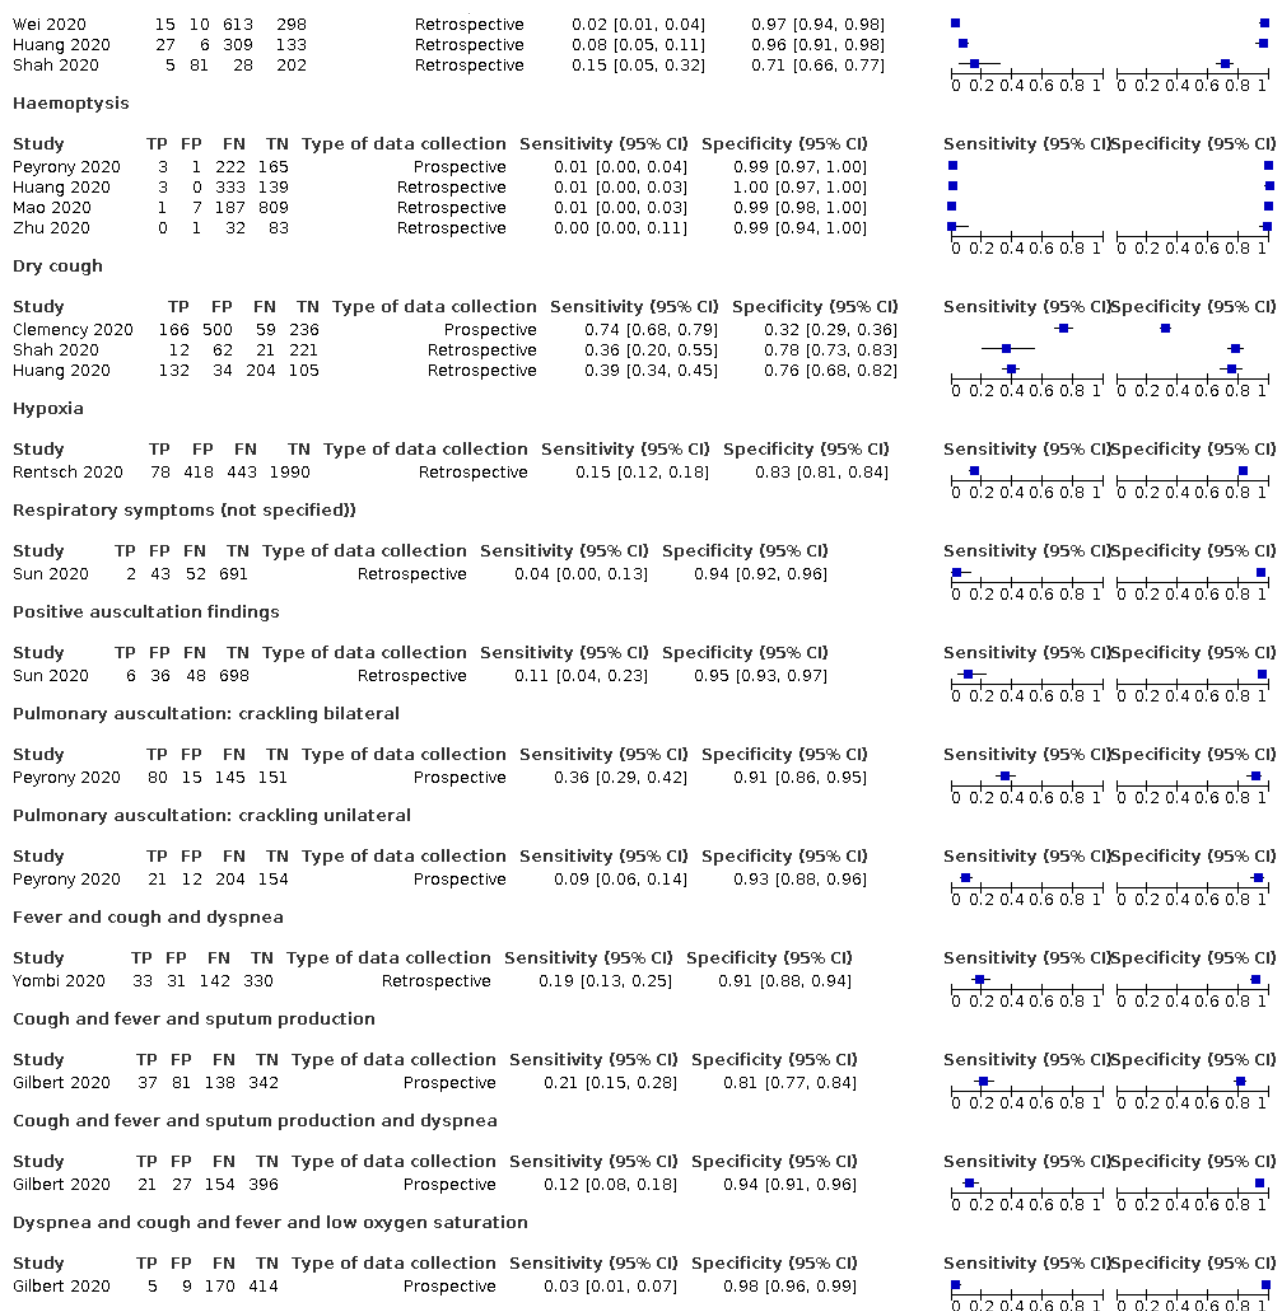 Wei 2020 15 10 613 298 Retrospective 0.02 [0.01, 0.04] 0.97 [0.94, 0.98]
Huang 2020 27 6 309 133 Retrospective 0.08 [0.05, 0.11] 0.96 [0.91, 0.98]
Shah 2020 5 81 28 202 Retrospective 0.15 [0.05, 0.32] 0.71 [0.66, 0.77]
0 0.2 0.4 0.6 0.8 1 0 0.2 0.4 0.6 0.8 1
Haemoptysis
Study TP FP FN TN Type of data collection Sensitivity (95% CI) Specificity (95% CI) Sensitivity (95% CI)Specificity (95% CI)
Peyrony 2020 3 1 222 165 Prospective 0.01 [0.00, 0.04] 0.99 [0.97, 1.00]
Huang 2020 3 0 333 139 Retrospective 0.01 [0.00, 0.03] 1.00 [0.97, 1.00]
Mao 2020 1 7 187 809 Retrospective 0.01 [0.00, 0.03] 0.99 [0.98, 1.00]
Zhu 2020 0 1 32 83 Retrospective 0.00 [0.00, 0.11] 0.99 [0.94, 1.00]
0 0.2 0.4 0.6 0.8 1 0 0.2 0.4 0.6 0.8 1
Dry cough
Study TP FP FN TN Type of data collection Sensitivity (95% CI) Specificity (95% CI) Sensitivity (95% CI)Specificity (95% CI)
Clemency 2020 166 500 59 236 Prospective 0.74 [0.68, 0.79] 0.32 [0.29, 0.36]
Shah 2020 12 62 21 221 Retrospective 0.36 [0.20, 0.55] 0.78 [0.73, 0.83]
Huang 2020 132 34 204 105 Retrospective 0.39 [0.34, 0.45] 0.76 [0.68, 0.82]
0 0.2 0.4 0.6 0.8 1 0 0.2 0.4 0.6 0.8 1
Hypoxia
Study TP FP FN TN Type of data collection Sensitivity (95% CI) Specificity (95% CI) Sensitivity (95% CI)Specificity (95% CI)
Rentsch 2020 78 418 443 1990 Retrospective 0.15 [0.12, 0.18] 0.83 [0.81, 0.84]
0 0.2 0.4 0.6 0.8 1 0 0.2 0.4 0.6 0.8 1
Respiratory symptoms (not specified))
Study TP FP FN TN Type of data collection Sensitivity (95% CI) Specificity (95% CI) Sensitivity (95% CI)Specificity (95% CI)
Sun 2020 2 43 52 691 Retrospective 0.04 [0.00, 0.13] 0.94 [0.92, 0.96]
0 0.2 0.4 0.6 0.8 1 0 0.2 0.4 0.6 0.8 1
Positive auscultation findings
Study TP FP FN TN Type of data collection Sensitivity (95% CI) Specificity (95% CI) Sensitivity (95% CI)Specificity (95% CI)
Sun 2020 6 36 48 698 Retrospective 0.11 [0.04, 0.23] 0.95 [0.93, 0.97]
0 0.2 0.4 0.6 0.8 1 0 0.2 0.4 0.6 0.8 1
Pulmonary auscultation: crackling bilateral
Study TP FP FN TN Type of data collection Sensitivity (95% CI) Specificity (95% CI) Sensitivity (95% CI)Specificity (95% CI)
Peyrony 2020 80 15 145 151 Prospective 0.36 [0.29, 0.42] 0.91 [0.86, 0.95]
0 0.2 0.4 0.6 0.8 1 0 0.2 0.4 0.6 0.8 1
Pulmonary auscultation: crackling unilateral
Study TP FP FN TN Type of data collection Sensitivity (95% CI) Specificity (95% CI) Sensitivity (95% CI)Specificity (95% CI)
Peyrony 2020 21 12 204 154 Prospective 0.09 [0.06, 0.14] 0.93 [0.88, 0.96]
0 0.2 0.4 0.6 0.8 1 0 0.2 0.4 0.6 0.8 1
Fever and cough and dyspnea
Study TP FP FN TN Type of data collection Sensitivity (95% CI) Specificity (95% CI) Sensitivity (95% CI)Specificity (95% CI)
Yombi 2020 33 31 142 330 Retrospective 0.19 [0.13, 0.25] 0.91 [0.88, 0.94]
0 0.2 0.4 0.6 0.8 1 0 0.2 0.4 0.6 0.8 1
Cough and fever and sputum production
Study TP FP FN TN Type of data collection Sensitivity (95% CI) Specificity (95% CI) Sensitivity (95% CI)Specificity (95% CI)
Gilbert 2020 37 81 138 342 Prospective 0.21 [0.15, 0.28] 0.81 [0.77, 0.84]
0 0.2 0.4 0.6 0.8 1 0 0.2 0.4 0.6 0.8 1
Cough and fever and sputum production and dyspnea
Study TP FP FN TN Type of data collection Sensitivity (95% CI) Specificity (95% CI) Sensitivity (95% CI)Specificity (95% CI)
Gilbert 2020 21 27 154 396 Prospective 0.12 [0.08, 0.18] 0.94 [0.91, 0.96]
0 0.2 0.4 0.6 0.8 1 0 0.2 0.4 0.6 0.8 1
Dyspnea and cough and fever and low oxygen saturation
Study TP FP FN TN Type of data collection Sensitivity (95% CI) Specificity (95% CI) Sensitivity (95% CI)Specificity (95% CI)
Gilbert 2020 5 9 170 414 Prospective 0.03 [0.01, 0.07] 0.98 [0.96, 0.99]
0 0.2 0.4 0.6 0.8 1 0 0.2 0.4 0.6 0.8 1